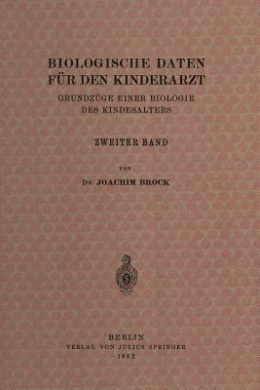 BIOLOGISCHE DATEN
FÜR DEN KINDERARZT
GRUNDZÜGE EINER BIOLOGIE
DES KINDESALTERS
ZWEITER BAND
VON
DR JOACHIM BROCK
BERLIN
VERLAG VON JULIUS SPRINGER
1932